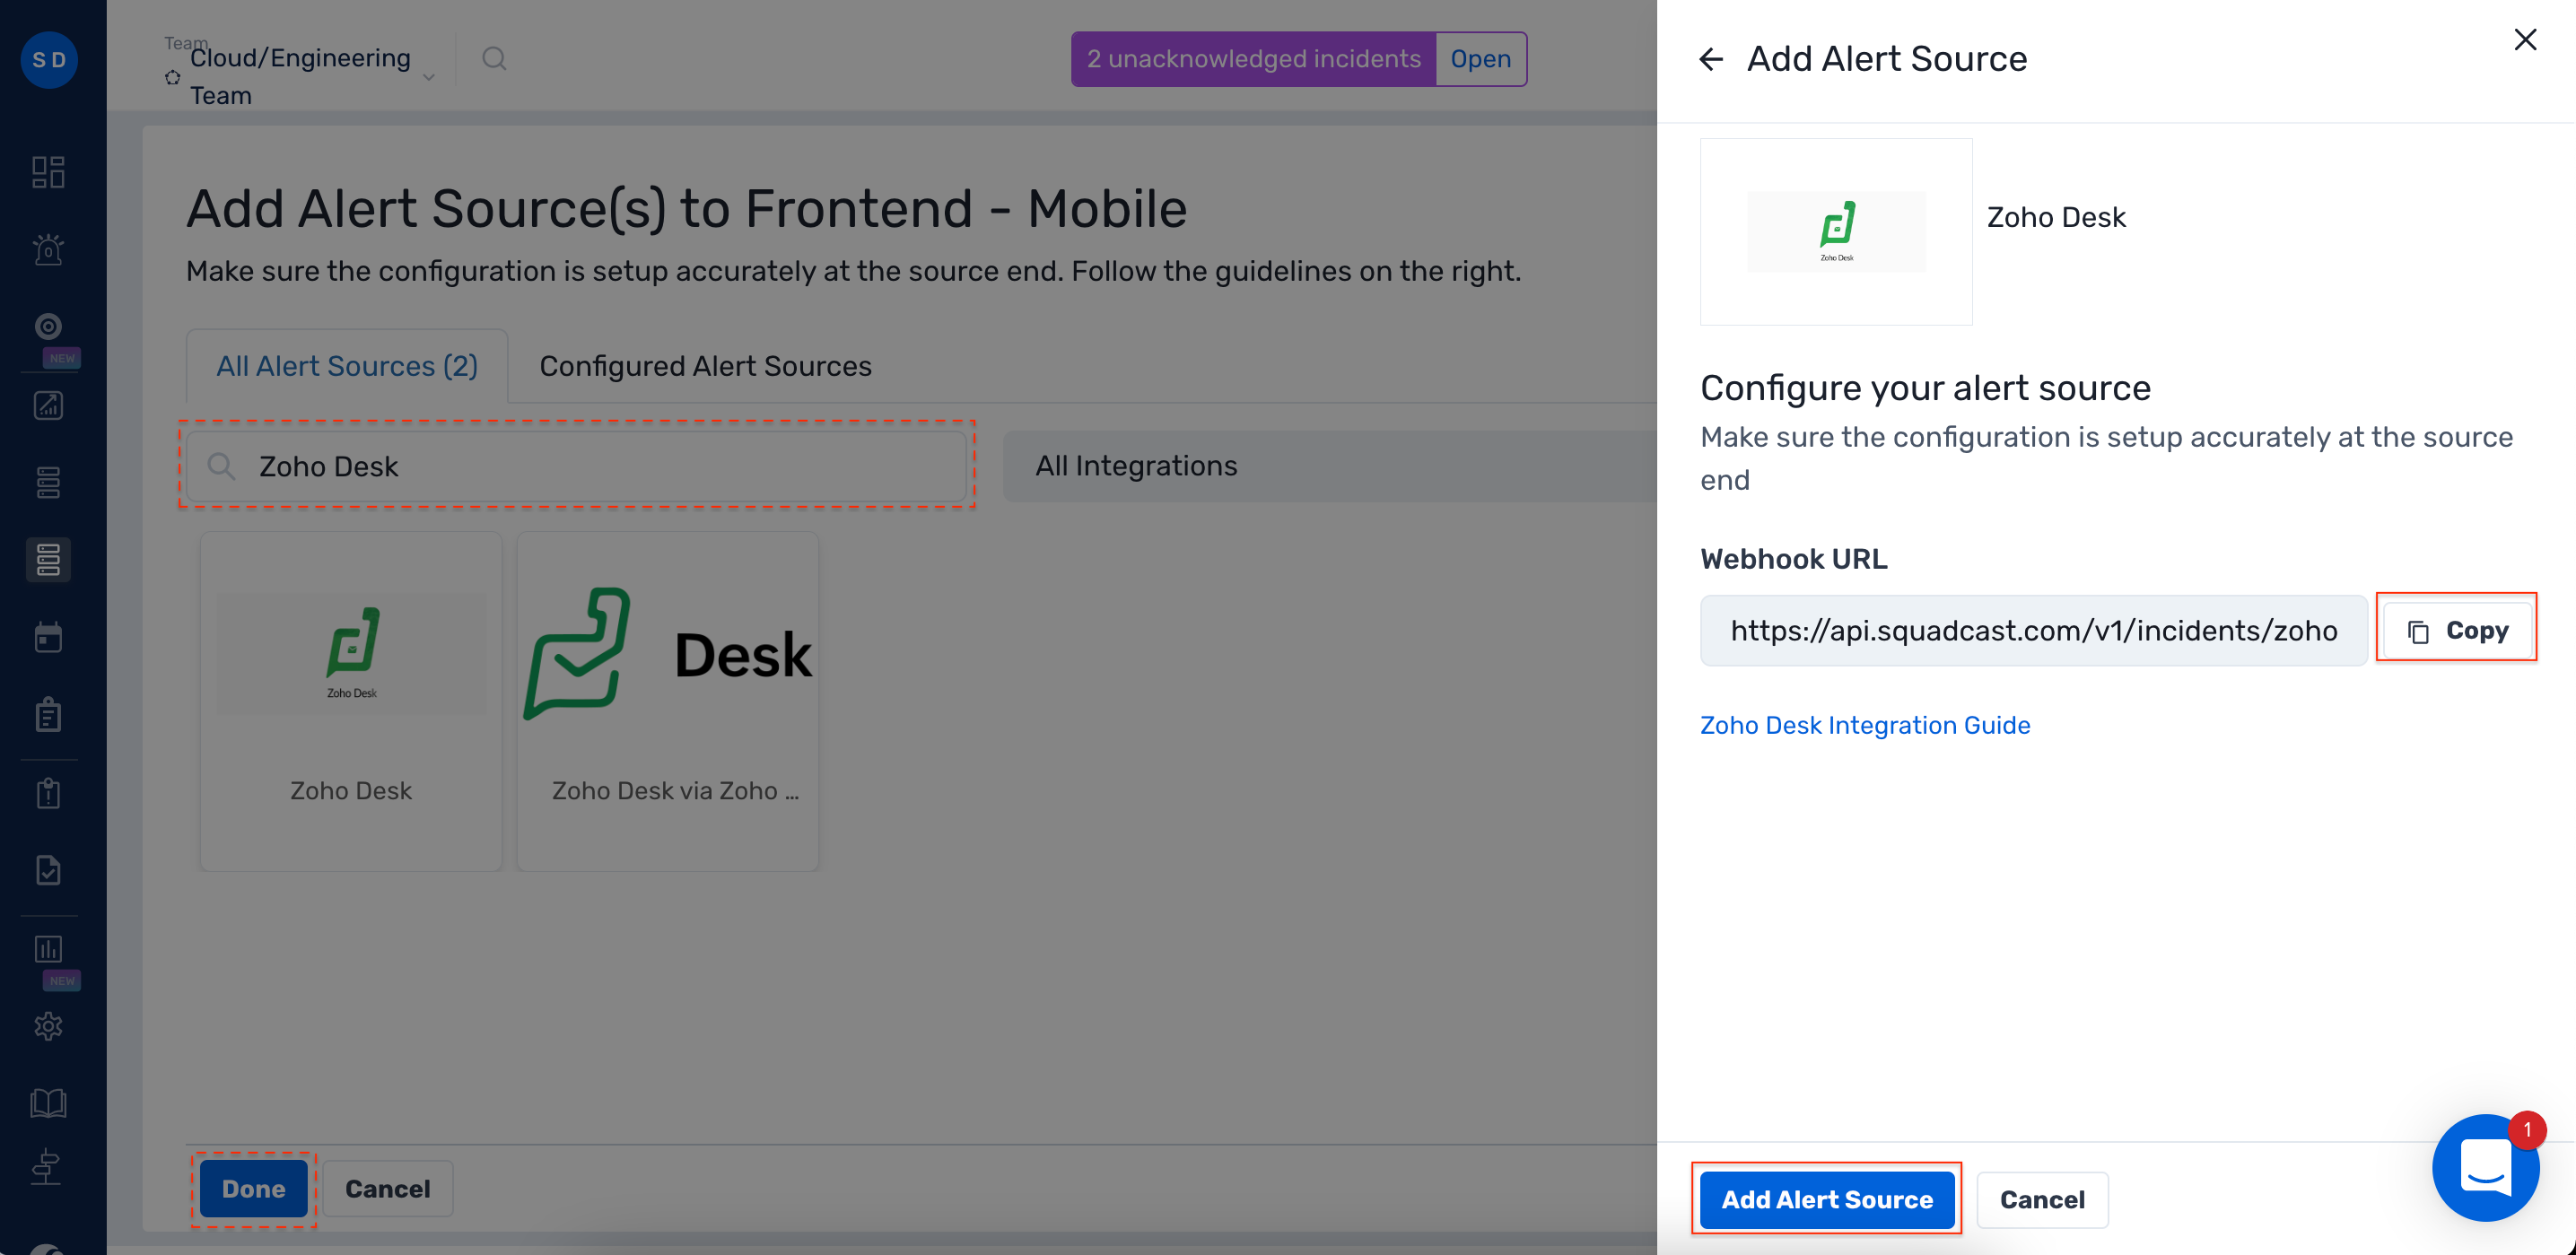 S D
Team
Cloud/Engineering
Team
2 unacknowledged incidents
Open
NEW
NEW
Add Alert Source(s) to Frontend - Mobile
Make sure the configuration is setup accurately at the source end. Follow the guidelines on the right.
All Alert Sources (2)
Configured Alert Sources
Zoho Desk
All Integrations
Zoho Desk
Desk
Zoho Desk
Zoho Desk via Zoho ...
Done
Cancel
Add Alert Source
Zoho Desk
Zoho Desk
Configure your alert source
Make sure the configuration is setup accurately at the source
end
Webhook URL
https://api.squadcast.com/v1/incidents/zoho
Copy
Zoho Desk Integration Guide
Add Alert Source
Cancel
1